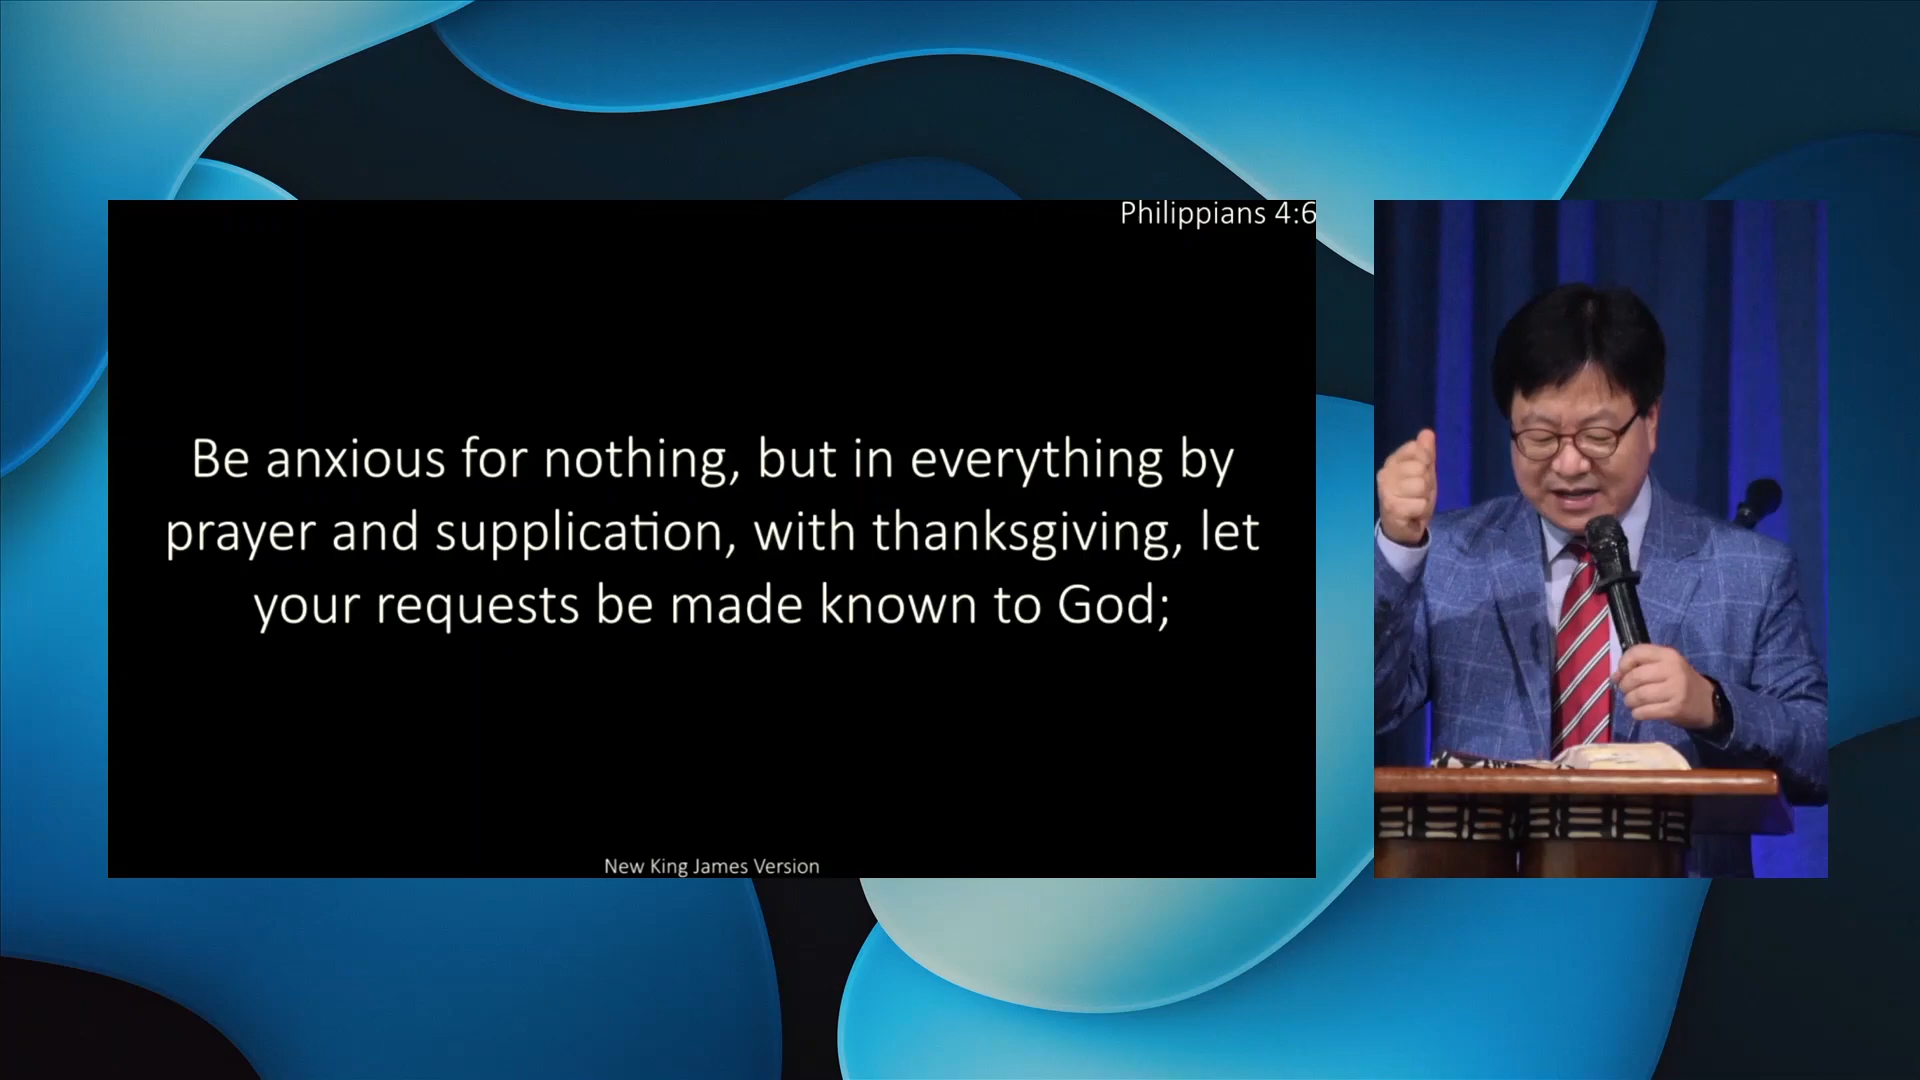 Philippians 4:6
Be anxious for nothing, but in everything by
prayer and supplication, with thanksgiving, let
your requests be made known to God;
New King James Version